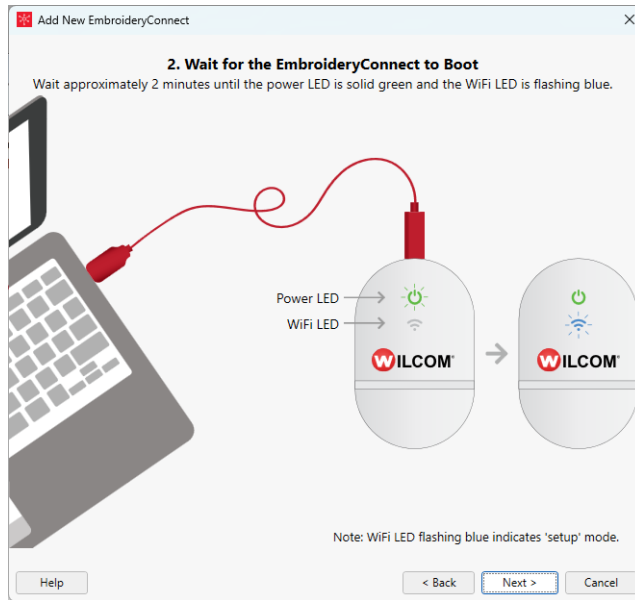 Add New EmbroideryConnect
2. Wait for the EmbroideryConnect to Boot
Wait approximately 2 minutes until the power LED is solid green and the WiFi LED is flashing blue.
Power LED
WiFi LED
WILCOM
WILCOM
Note: WiFi LED flashing blue indicates 'setup' mode.
Help
< Back
Next >
Cancel